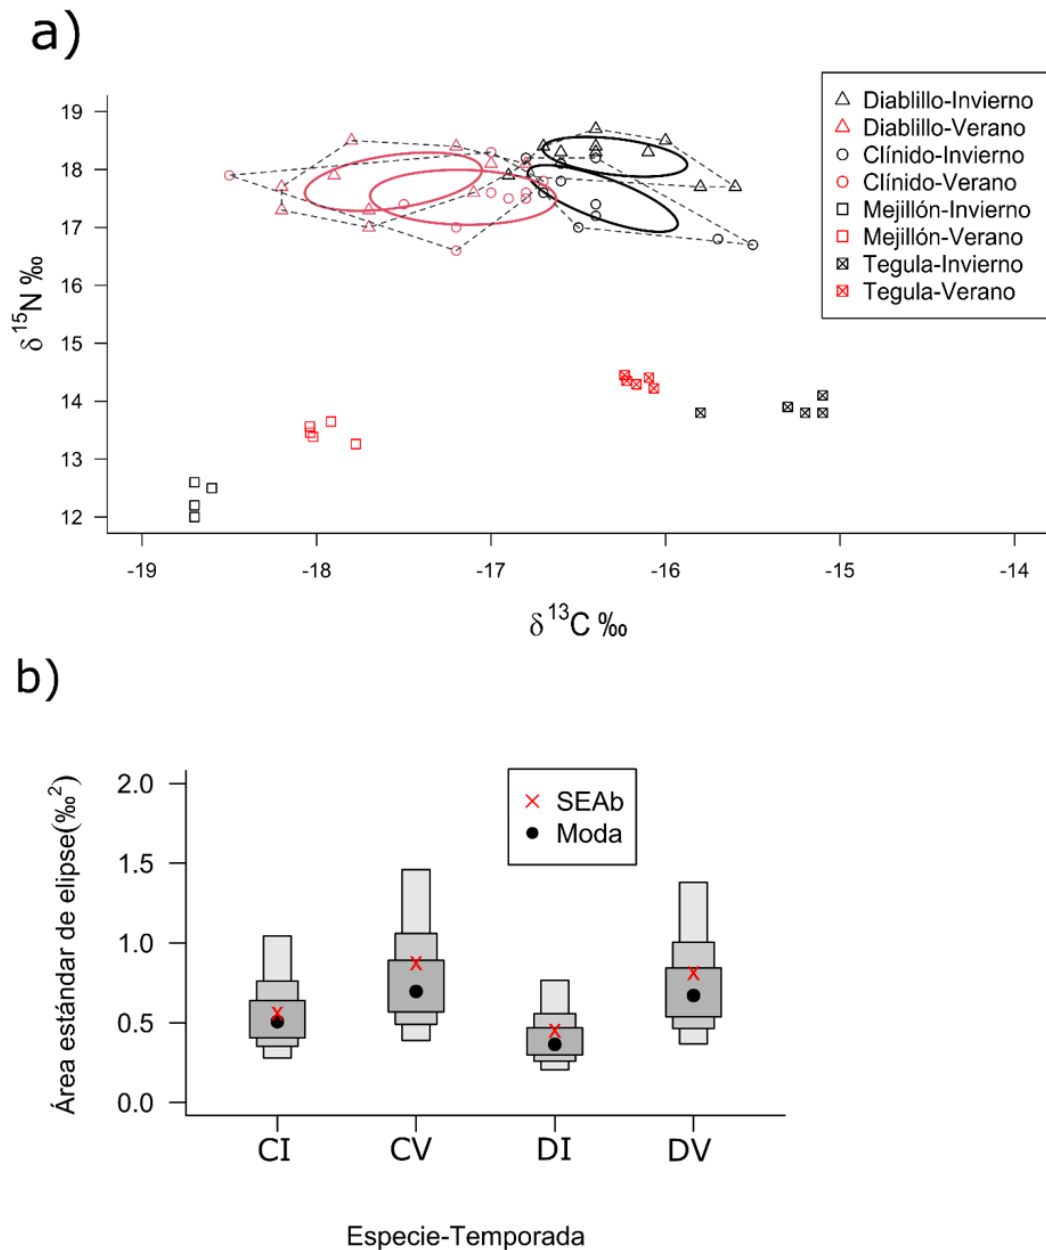 a)
Diablillo-Invierno
Diablillo-Verano
Clínido-Invierno
Clínido-Verano
Mejillón-Invierno
Mejillón-Verano
Tegula-Invierno
Tegula-Verano
19
18
17
16
15
14
13
12
δ15N ‰
-19 -18 -17 -16 -15 -14
δ13C ‰
b)
SEAb
Moda
2.0
1.5
1.0
0.5
0.0
Área estándar de elipse(‰^2)
CI CV DI DV
Especie-Temporada